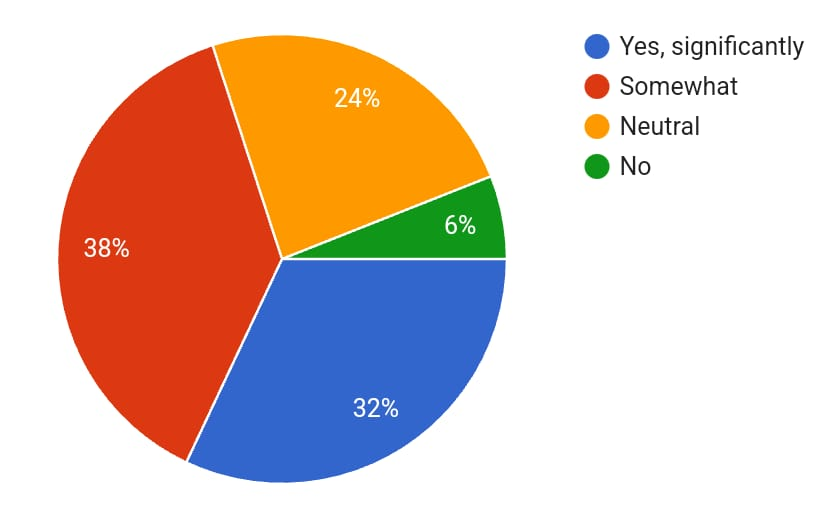 Yes, significantly
Somewhat
Neutral
No
24%
6%
38%
32%